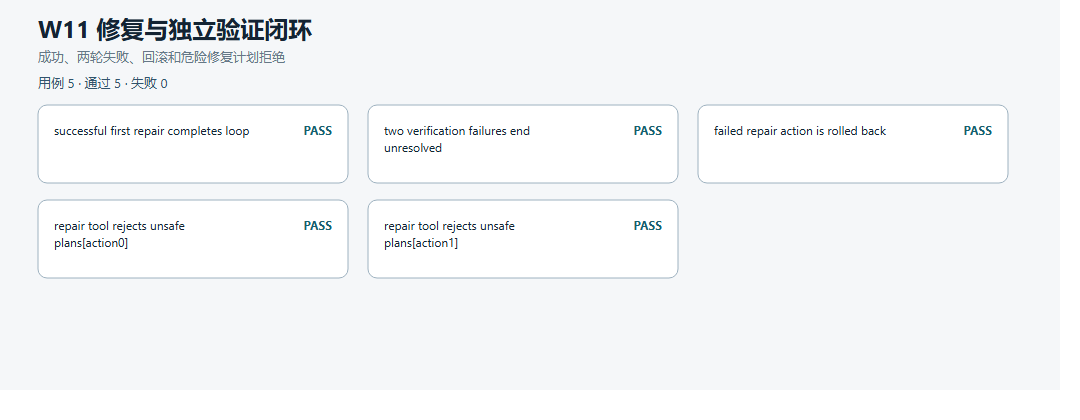 W11 修复与独立验证闭环
成功、两轮失败、回滚和危险修复计划拒绝
用例 5 · 通过 5 · 失败 0
successful first repair completes loop PASS
two verification failures end PASS
unresolved
failed repair action is rolled back PASS
repair tool rejects unsafe PASS
plans[action0]
repair tool rejects unsafe PASS
plans[action1]